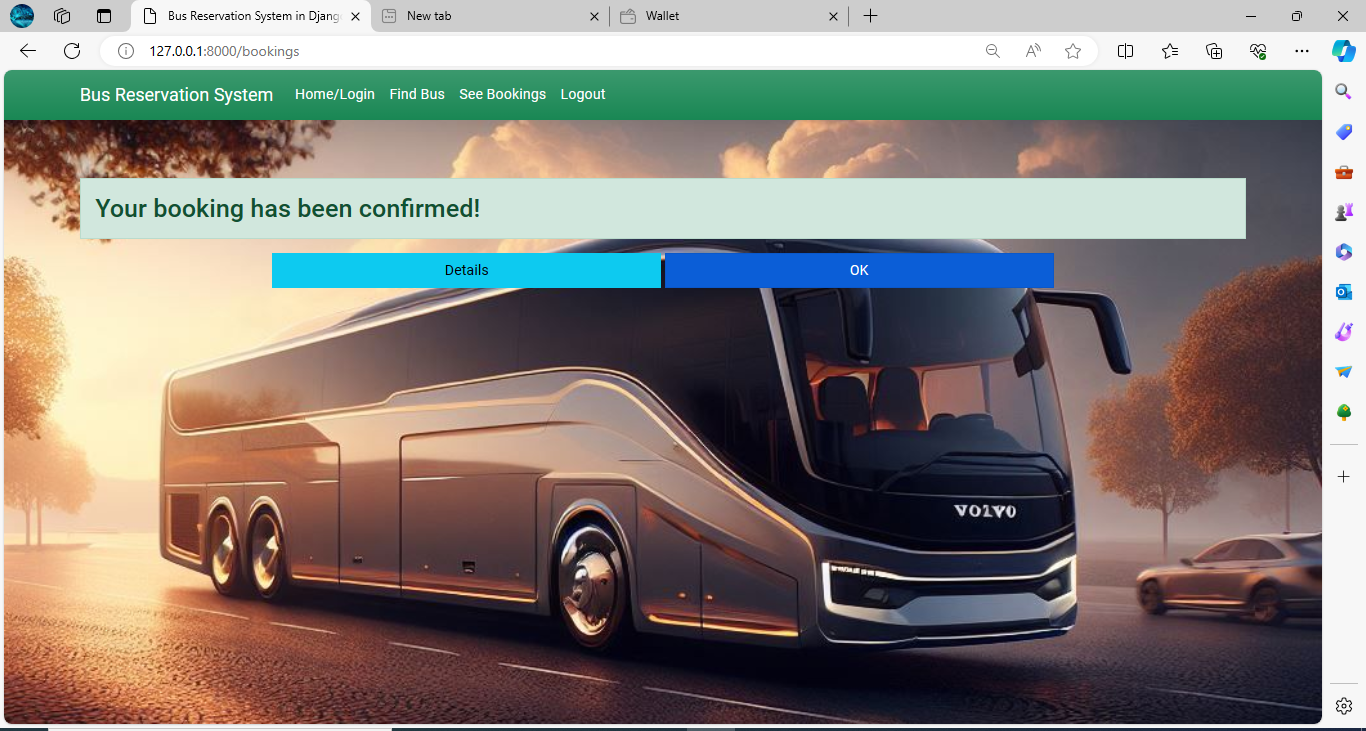 Bus Reservation System in Djang
New tab
Wallet
127.0.0.1:8000/bookings
Bus Reservation System
Home/Login
Find Bus
See Bookings
Logout
Your booking has been confirmed!
Details
OK
VOLVO